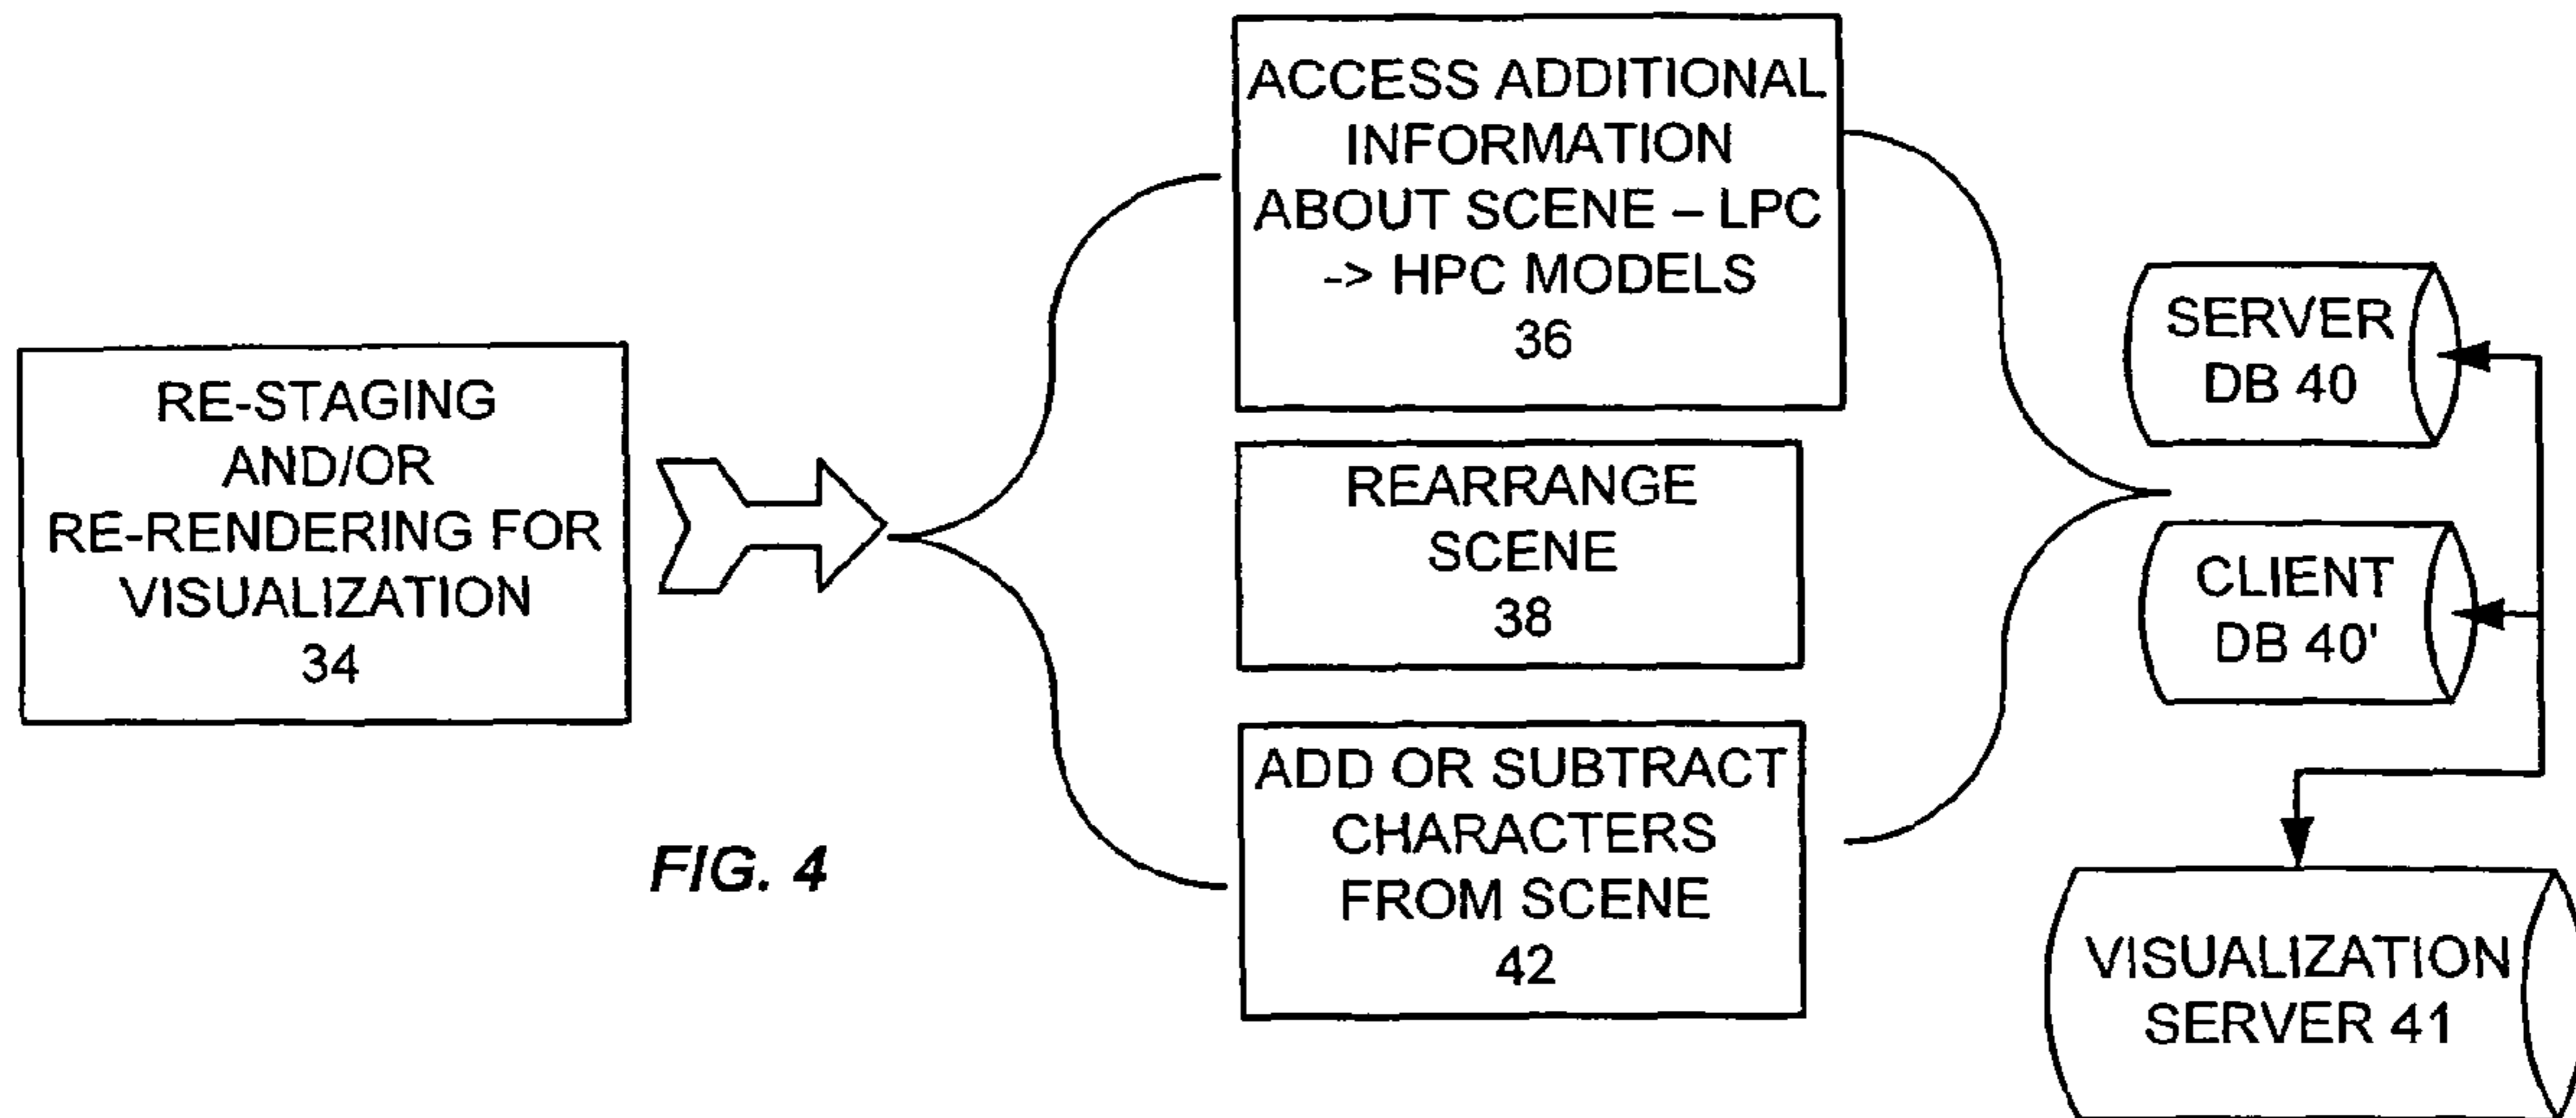 RE-STAGING
AND/OR
RE-RENDERING FOR
VISUALIZATION
34
FIG. 4
ACCESS ADDITIONAL
INFORMATION
ABOUT SCENE – LPC
-> HPC MODELS
36
REARRANGE
SCENE
38
ADD OR SUBTRACT
CHARACTERS
FROM SCENE
42
SERVER
DB 40
CLIENT
DB 40'
VISUALIZATION
SERVER 41